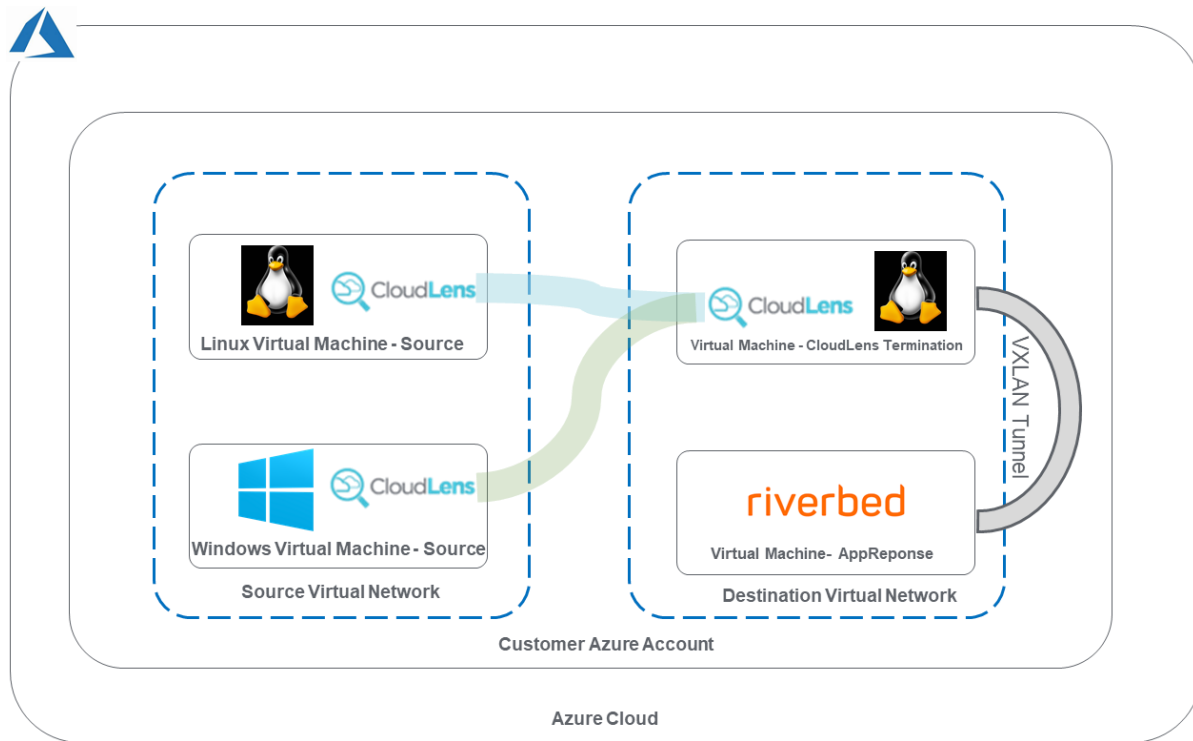 CloudLens
Linux Virtual Machine - Source
CloudLens
Windows Virtual Machine - Source
Source Virtual Network
CloudLens
Virtual Machine - CloudLens Termination
riverbed
Virtual Machine- AppReponse
Destination Virtual Network
VXLAN Tunnel
Customer Azure Account
Azure Cloud